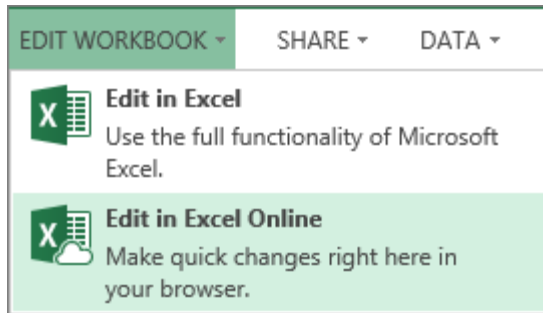 EDIT WORKBOOK SHARE DATA
Edit in Excel
Use the full functionality of Microsoft
Excel.
Edit in Excel Online
Make quick changes right here in
your browser.